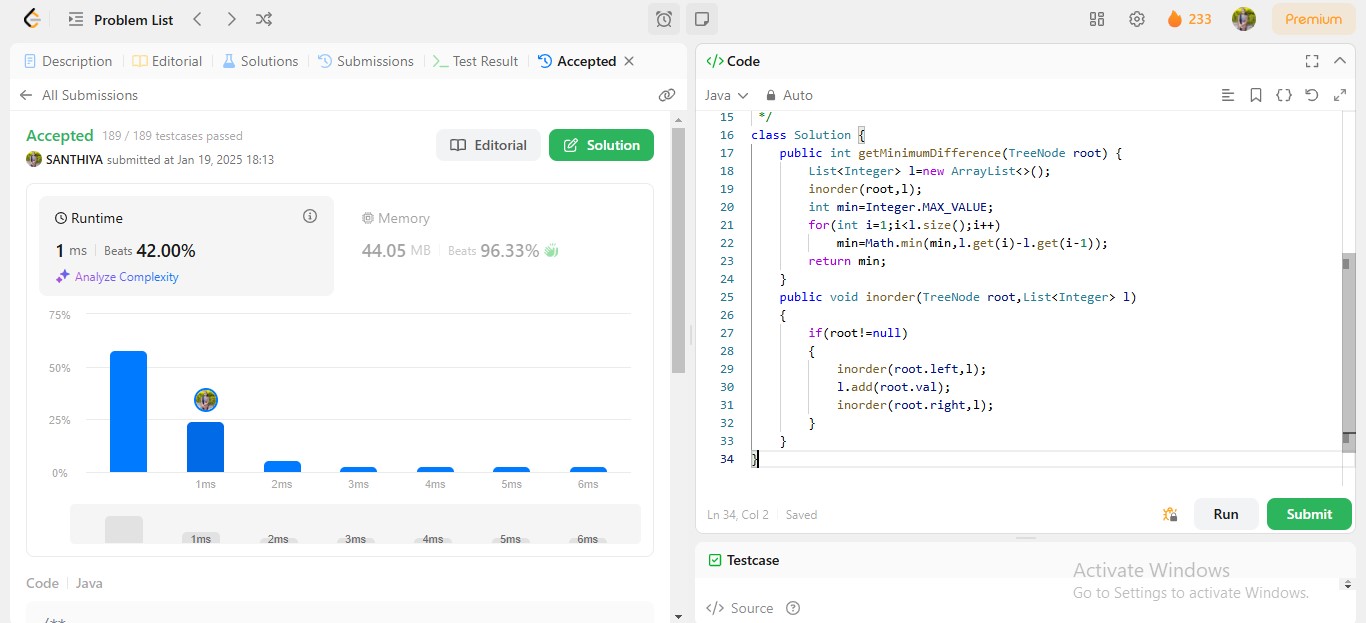 Problem List
233
Premium
Description
Editorial
Solutions
Submissions
Test Result
Accepted
All Submissions
Accepted 189 / 189 testcases passed
SANTHIYA submitted at Jan 19, 2025 18:13
Editorial
Solution
Runtime
1 ms Beats 42.00%
Analyze Complexity
Memory
44.05 MB Beats 96.33%
75%
50%
25%
0%
1ms 2ms 3ms 4ms 5ms 6ms
1ms 2ms 3ms 4ms 5ms 6ms
Code Java
/**
</> Code
Java Auto
15 */
16 class Solution {
17 public int getMinimumDifference(TreeNode root) {
18 List<Integer> l=new ArrayList<>();
19 inorder(root,l);
20 int min=Integer.MAX_VALUE;
21 for(int i=1;i<l.size();i++)
22 min=Math.min(min,l.get(i)-l.get(i-1));
23 return min;
24 }
25 public void inorder(TreeNode root,List<Integer> l)
26 {
27 if(root!=null)
28 {
29 inorder(root.left,l);
30 l.add(root.val);
31 inorder(root.right,l);
32 }
33 }
34 }
Ln 34, Col 2 Saved
Run
Submit
Testcase
</> Source
Activate Windows
Go to Settings to activate Windows.